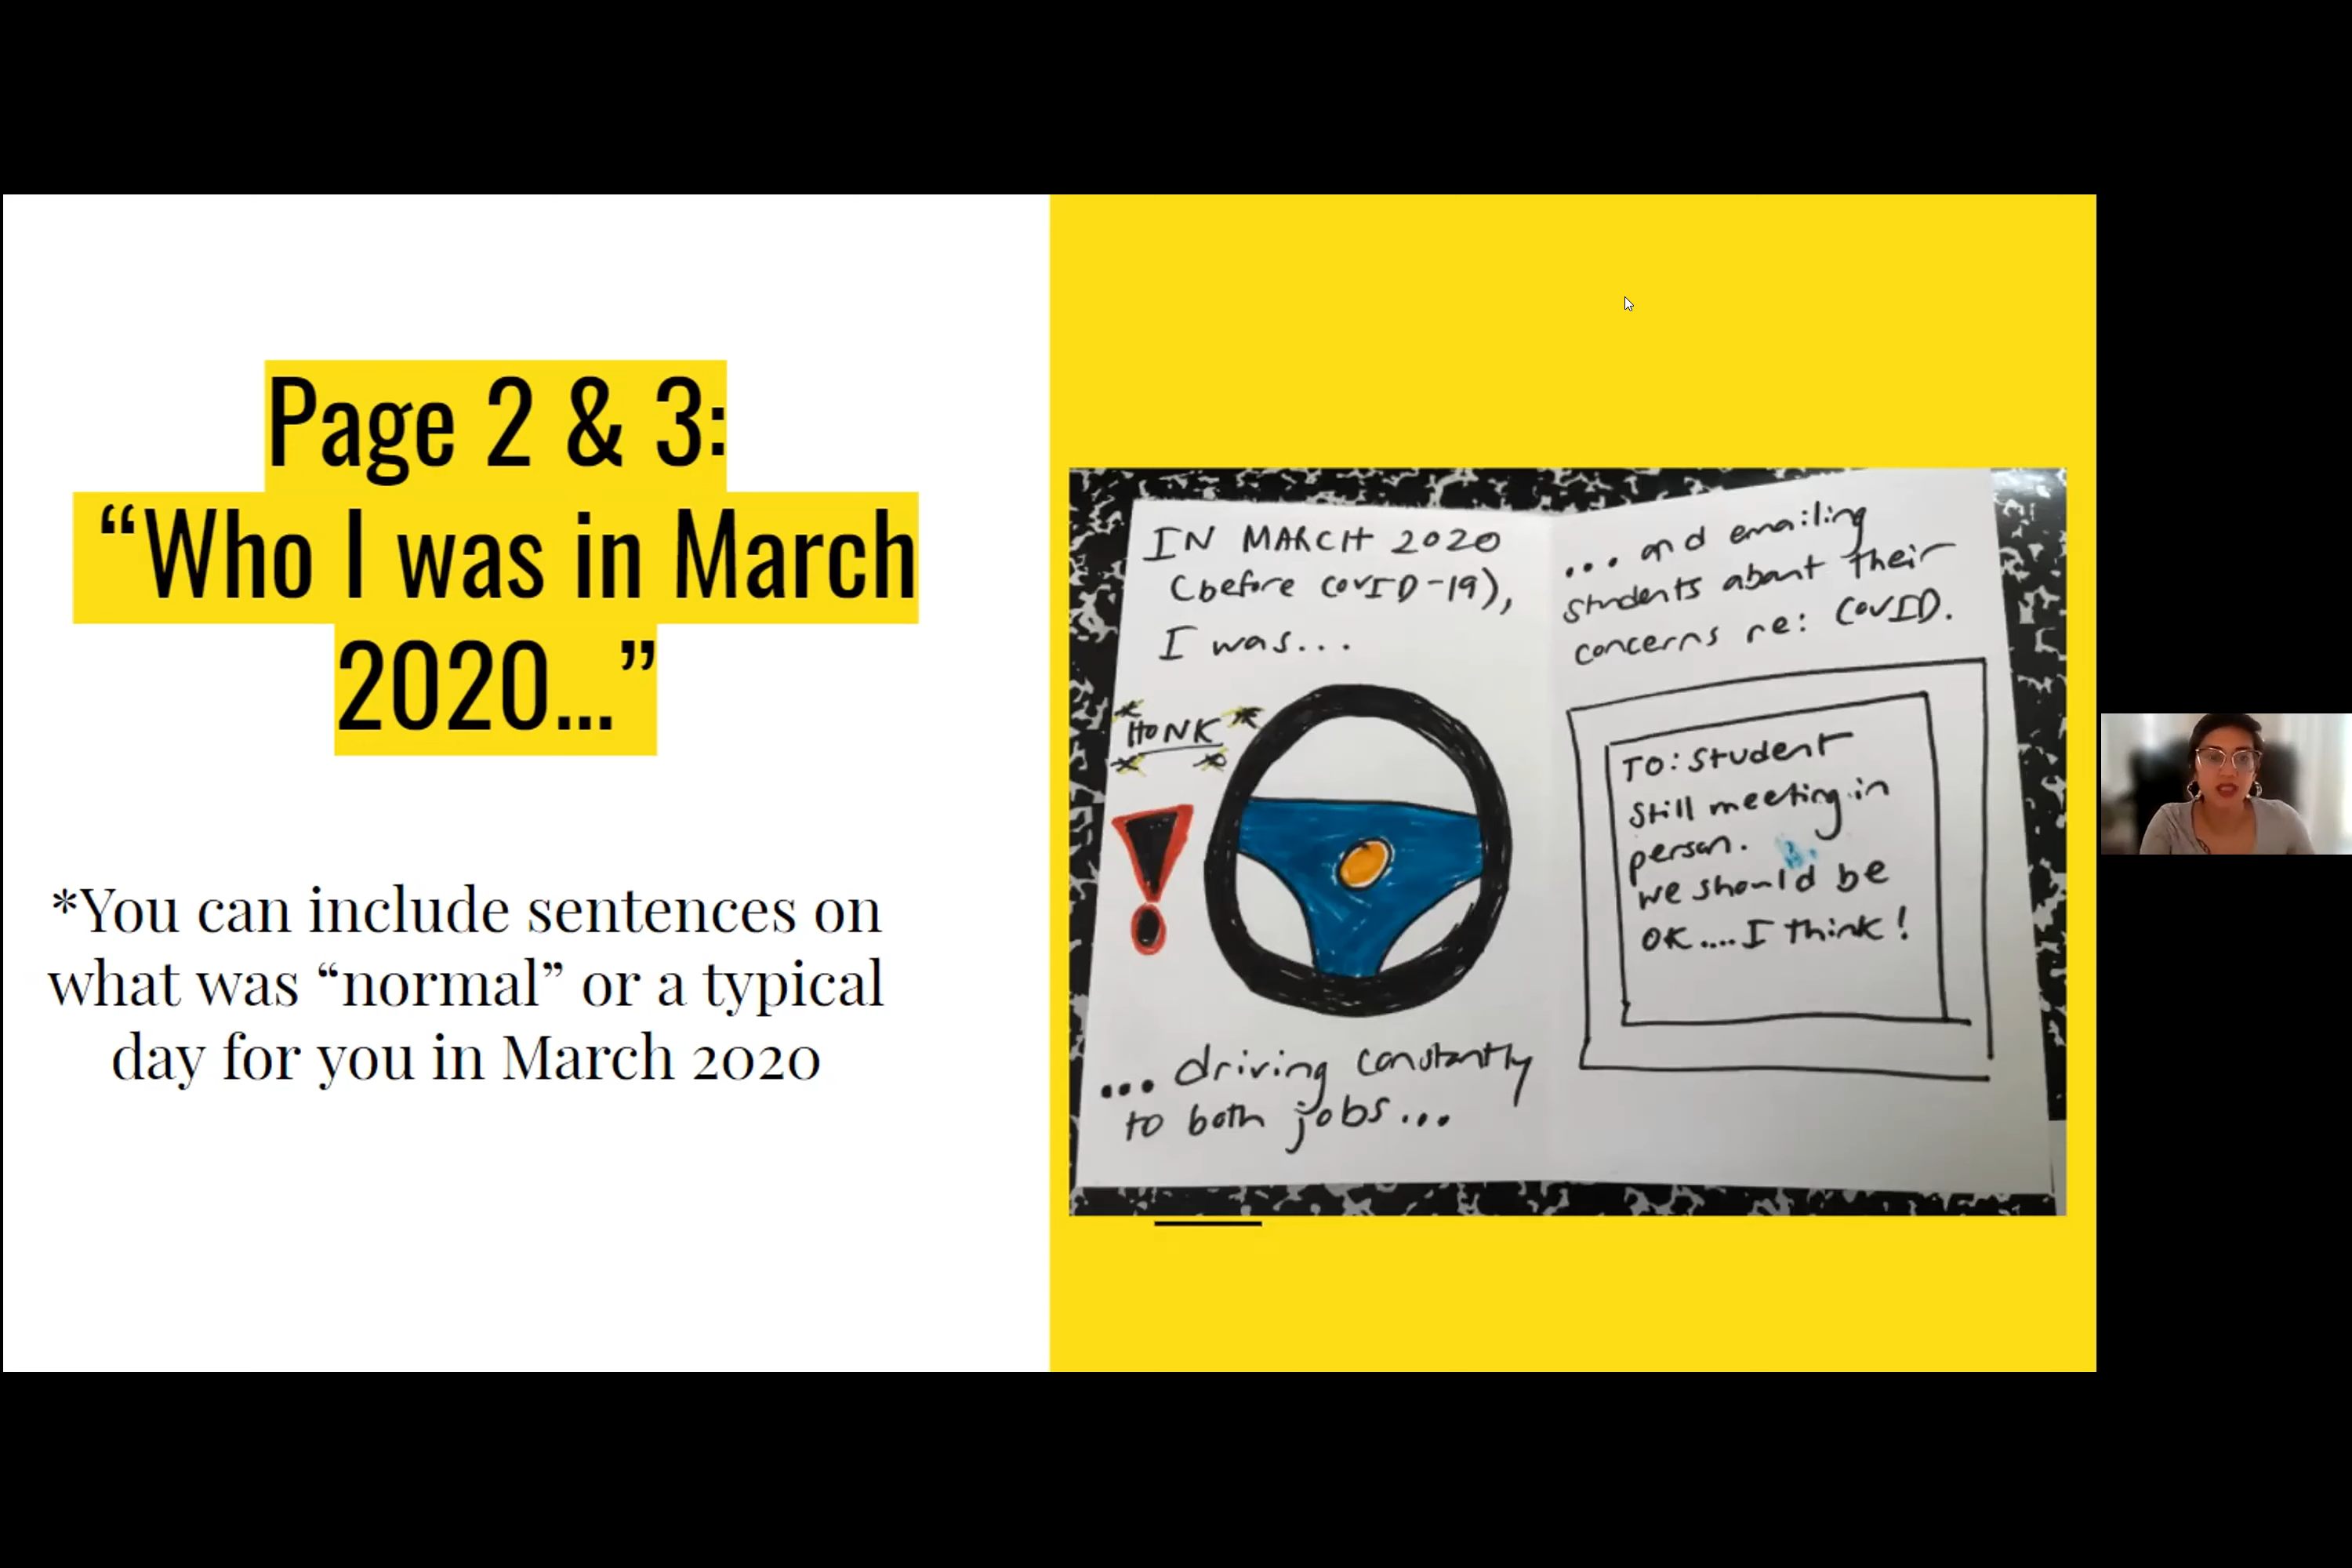 Page 2 & 3:
“Who I was in March
2020...”
*You can include sentences on
what was “normal” or a typical
day for you in March 2020
IN MARCH 2020
(before COVID-19),
I was...
HONK
!
... driving constantly
to both jobs...
... and emailing
students about their
concerns re: COVID.
TO: Student
Still meeting in
person.
We should be
OK.... I think!